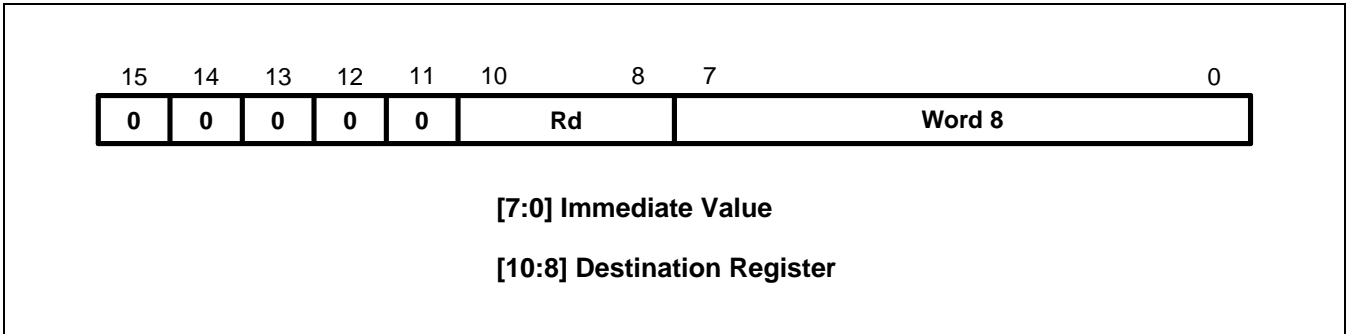 15 14 13 12 11 10 8 7 0
0 0 0 0 0 Rd Word 8
[7:0] Immediate Value
[10:8] Destination Register